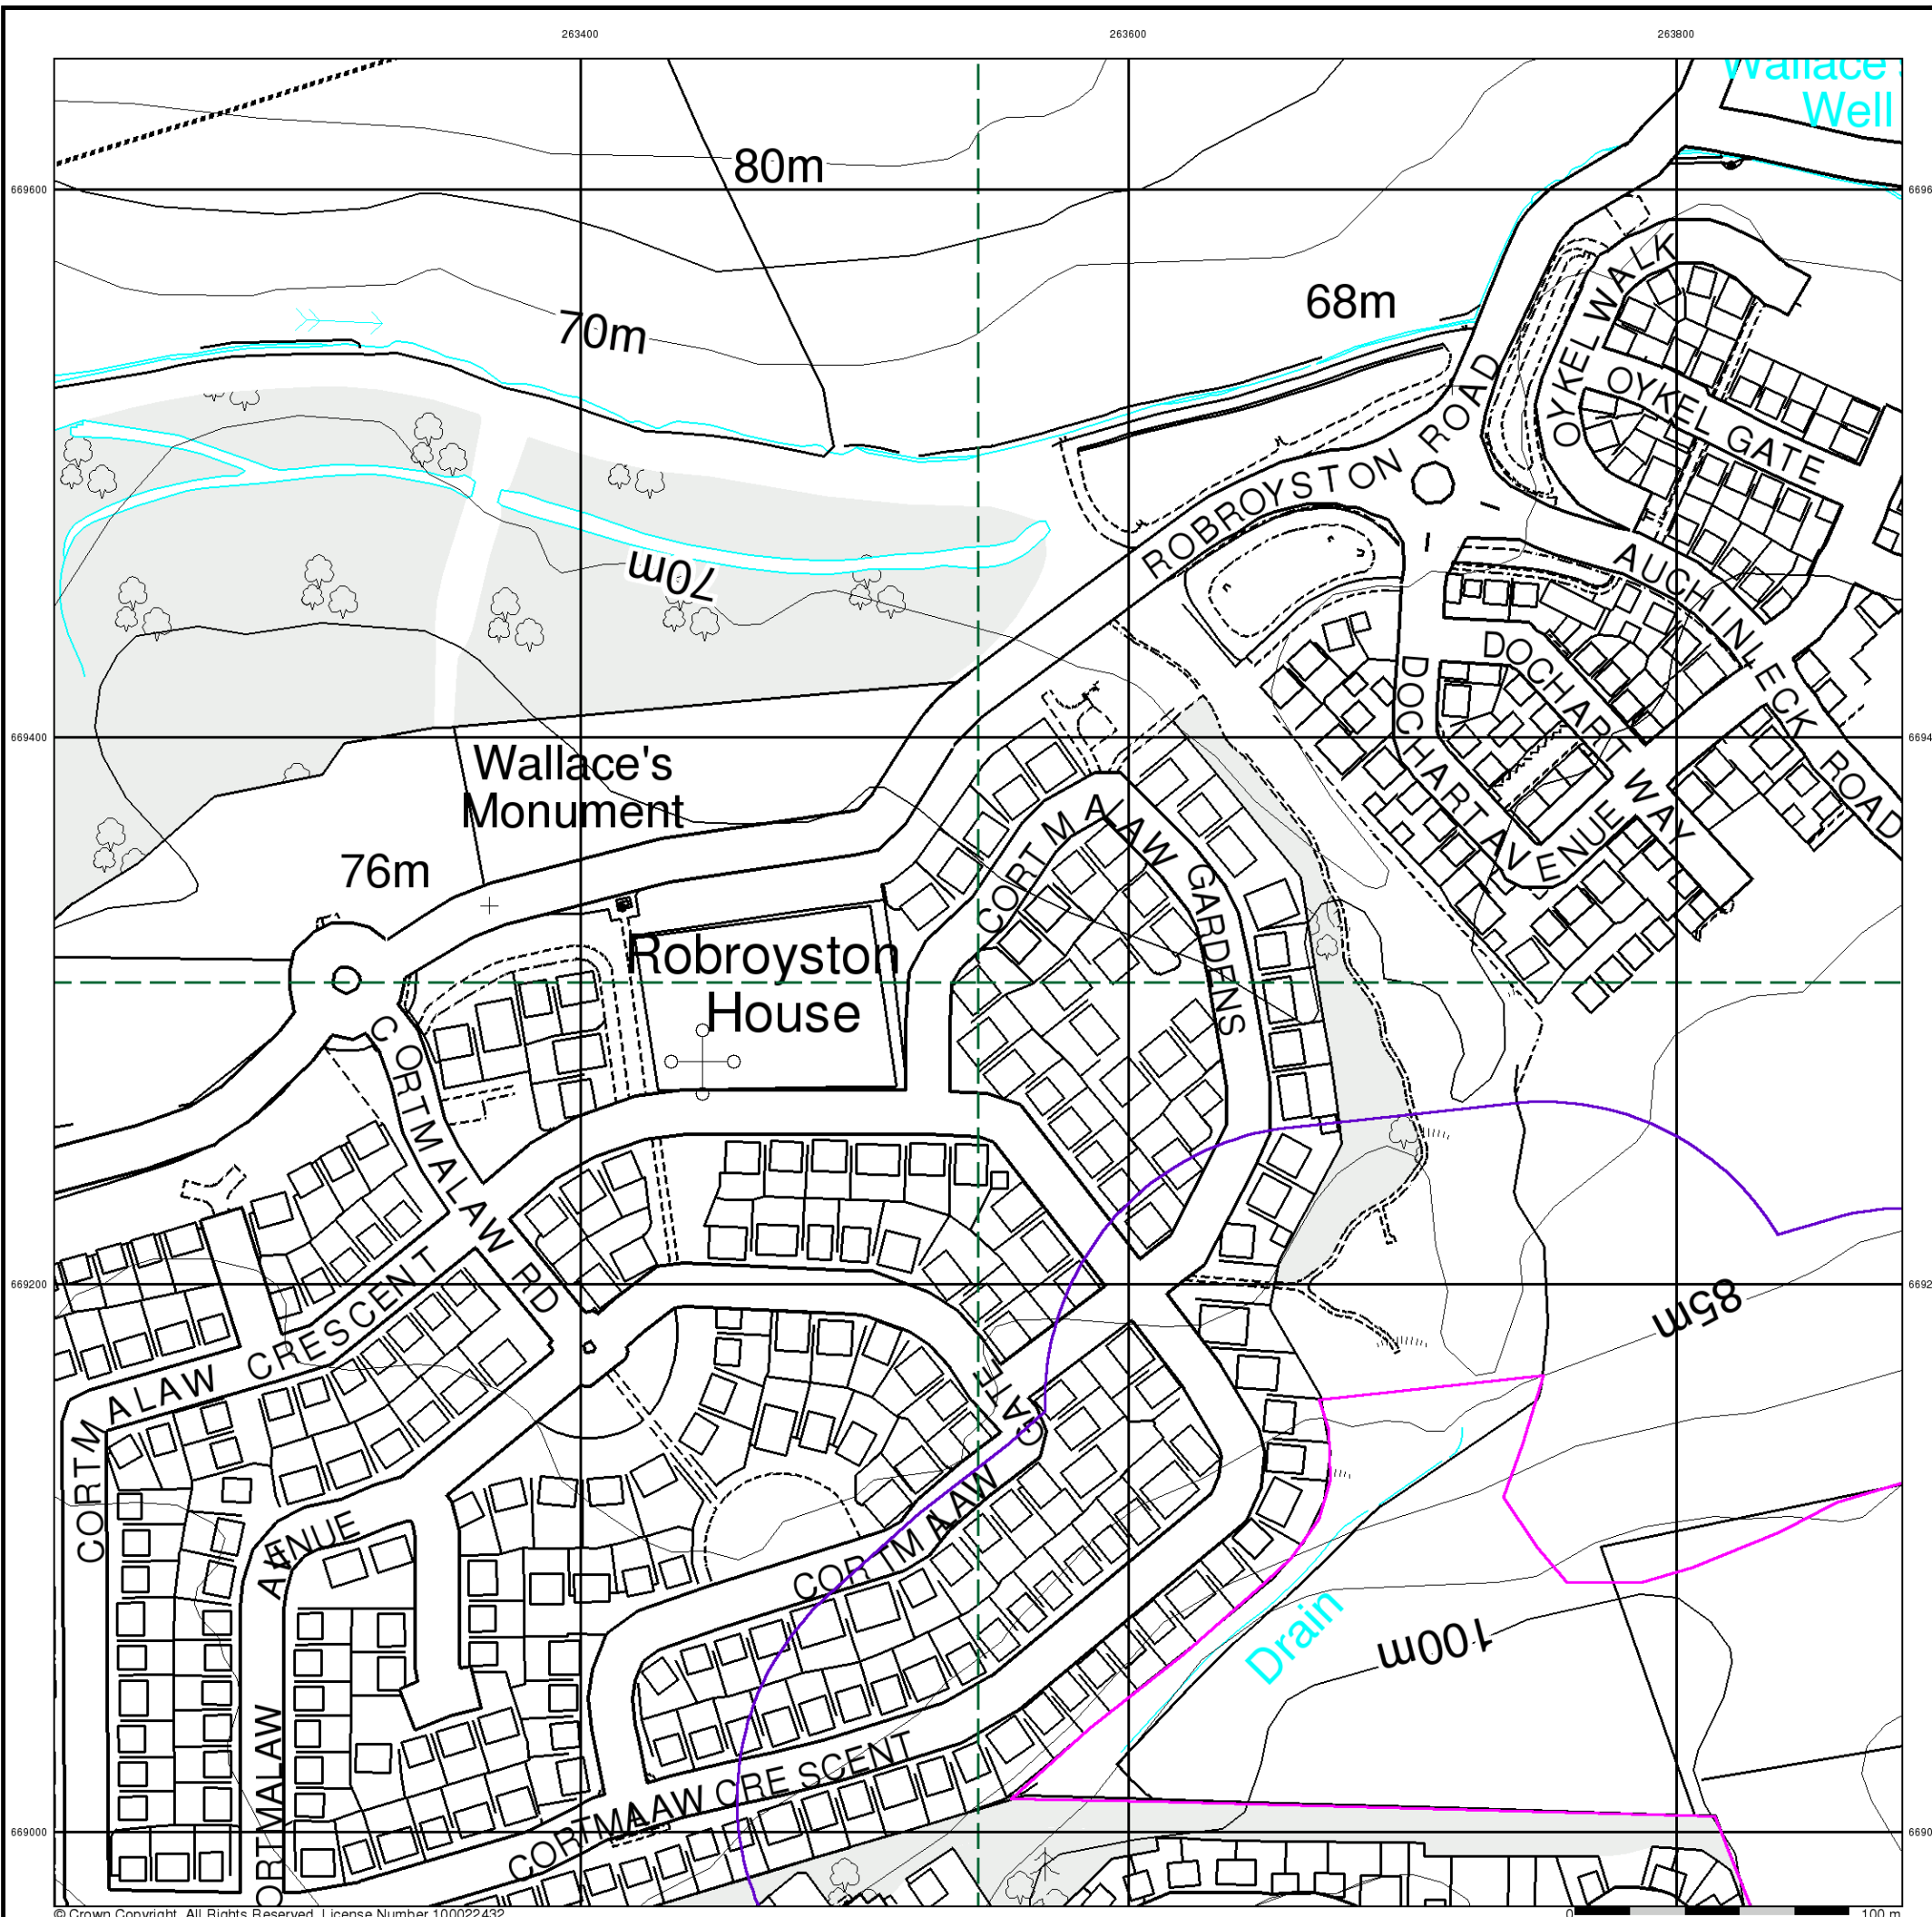 263400
263600
263800
Wallace's
Well
80m
669600
68m
70m
OYKEL WALK
OYKEL GATE
ROBROYSTON ROAD
70m
AUCHINLECK ROAD
DOCHART WAY
DOCHART AVENUE
669400
Wallace's
Monument
76m
CORTMALAW GARDENS
Robroyston
House
CORTMALAW RD
669200
85m
CORTMALAW CRESCENT
CORTMALAW GATE
AVENUE
CORTMALAW
Drain
100m
CORTMALAW CRESCENT
669000
© Crown Copyright. All Rights Reserved. License Number 100022432
0
100 m